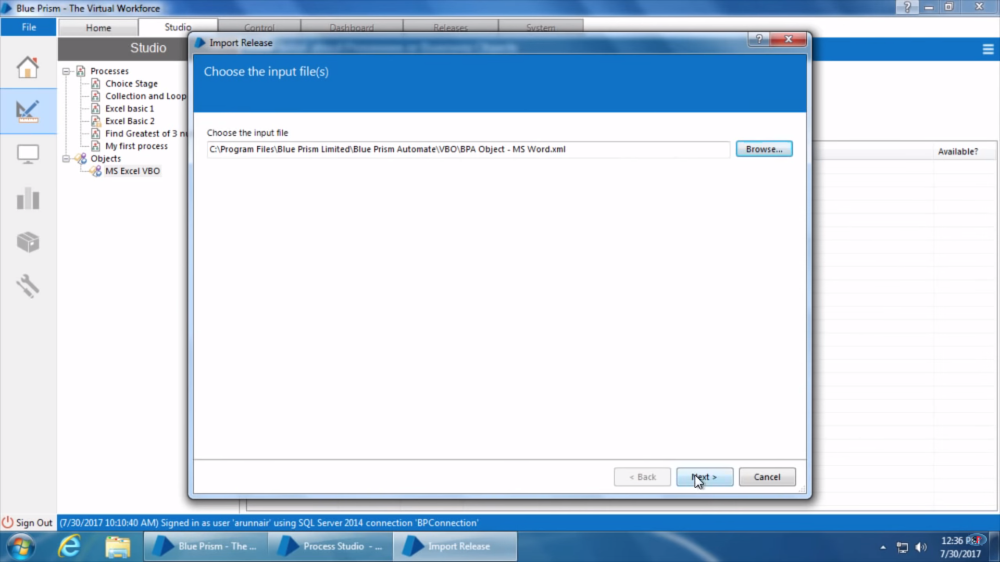 Blue Prism - The Virtual Workforce
File
Home
Studio
Control
Dashboard
Releases
System
Studio
Import Release
Choose the input file(s)
Processes
Choice Stage
Collection and Loop
Excel basic 1
Excel Basic 2
Find Greatest of 3 nu
My first process
Objects
MS Excel VBO
Choose the input file
C:\Program Files\Blue Prism Limited\Blue Prism Automate\VBO\BPA Object - MS Word.xml
Browse...
Available?
< Back
Next >
Cancel
Sign Out
(7/30/2017 10:10:40 AM) Signed in as user 'arunnair' using SQL Server 2014 connection 'BPConnection'
Blue Prism - The ...
Process Studio - ...
Import Release
12:36 PM
7/30/2017